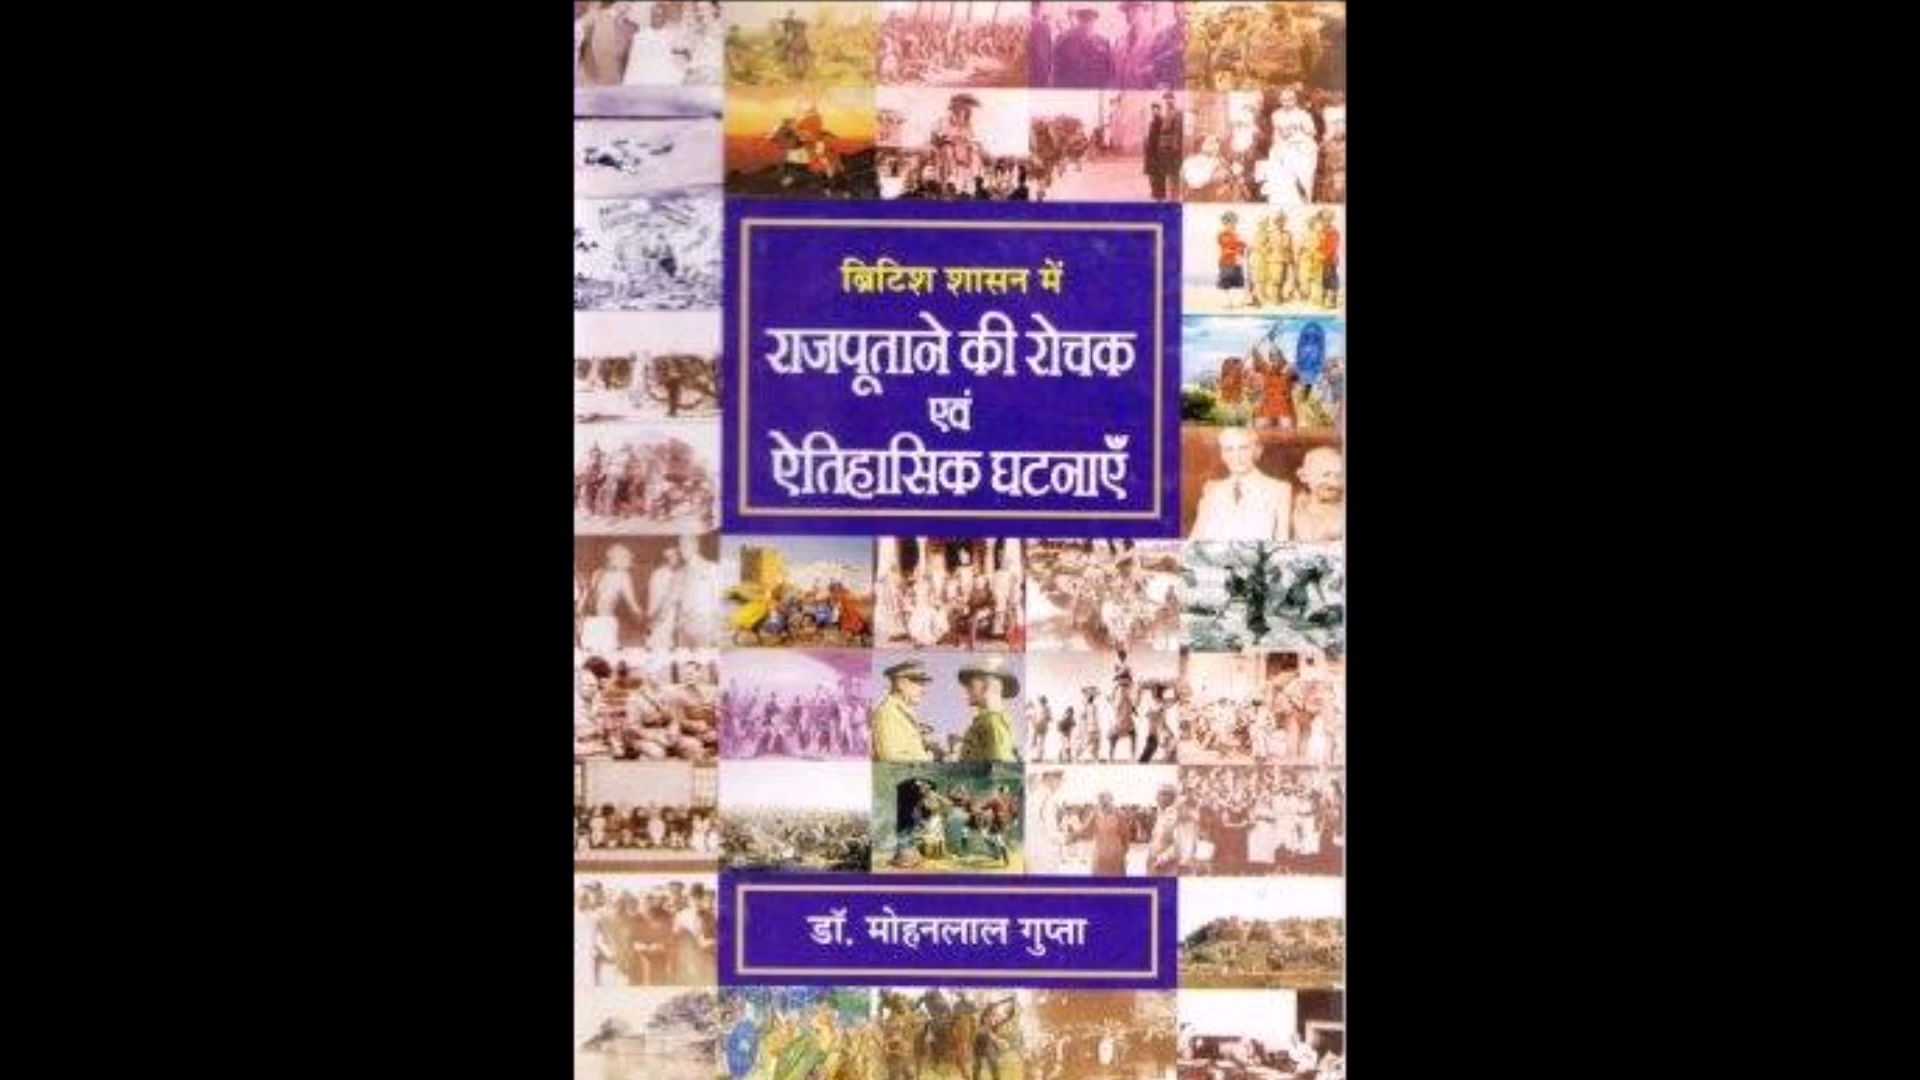 ब्रिटिश शासन में
राजपूताने की रोचक
एवं
ऐतिहासिक घटनाएँ
डॉ. मोहनलाल गुप्ता